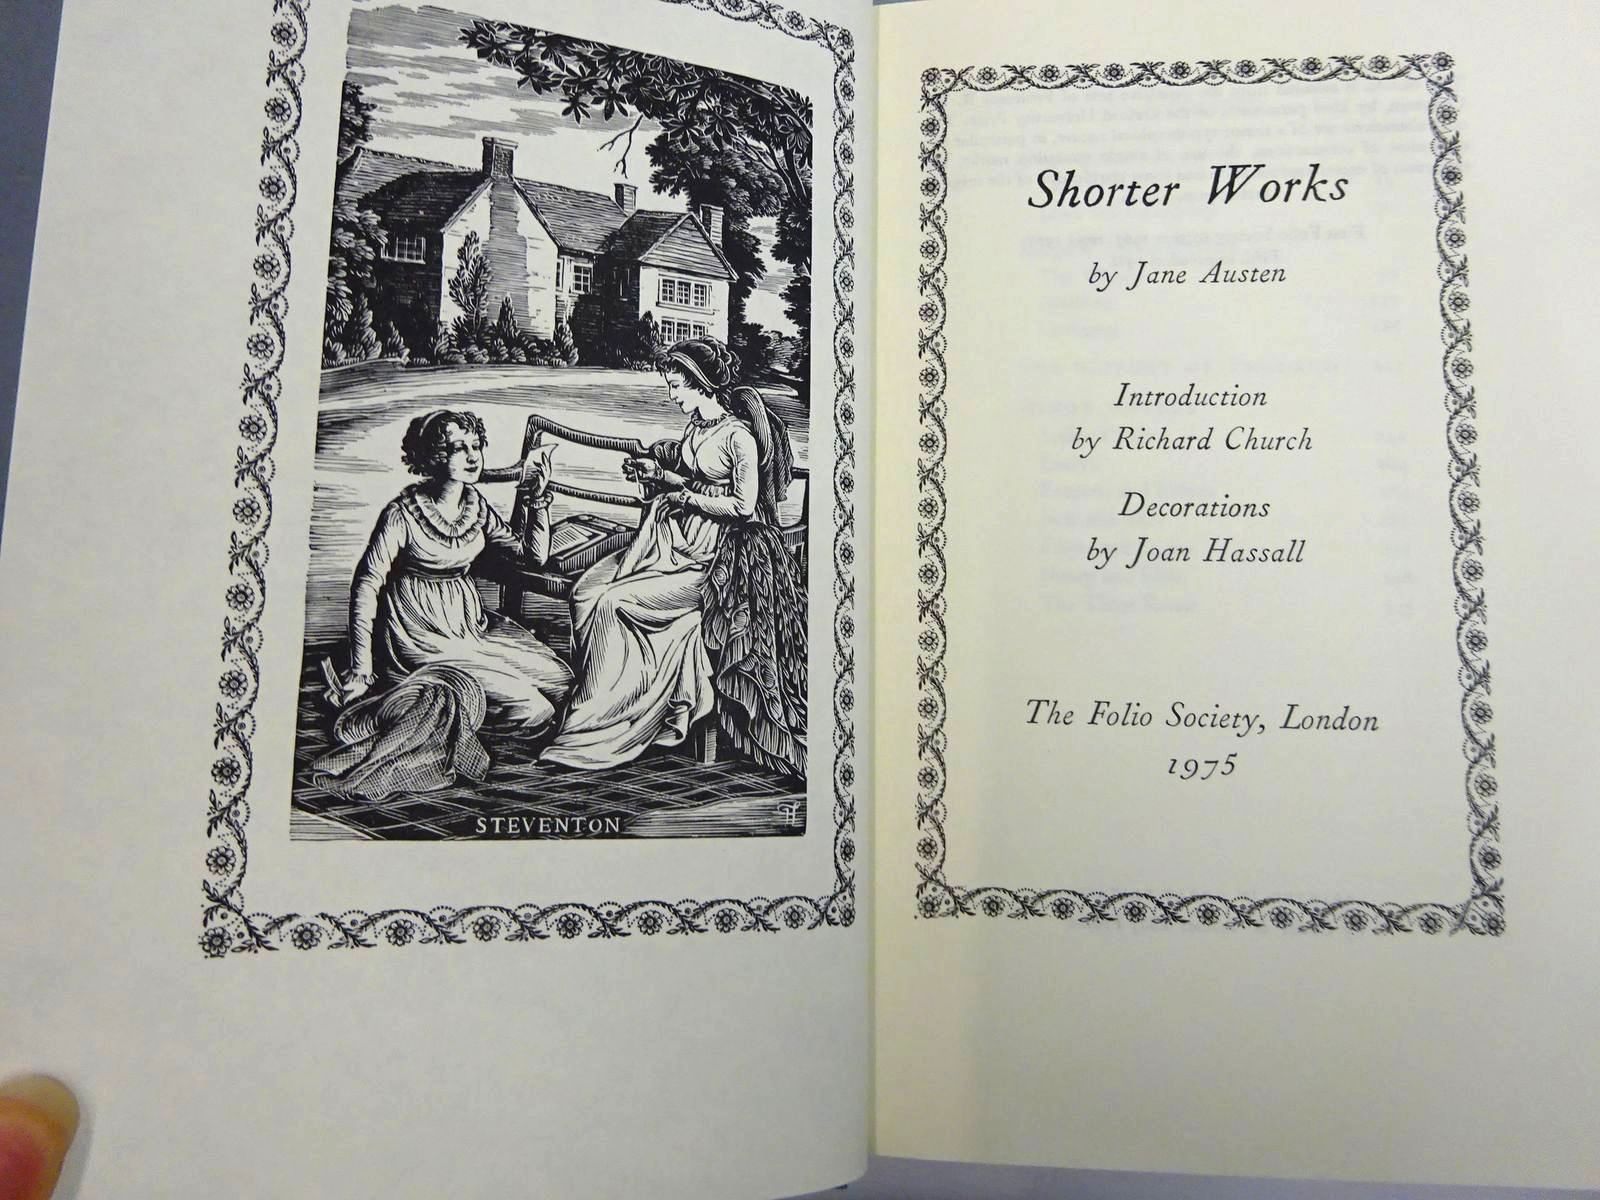 STEVENTON
Shorter Works
by Jane Austen
Introduction
by Richard Church
Decorations
by Joan Hassall
The Folio Society, London
1975